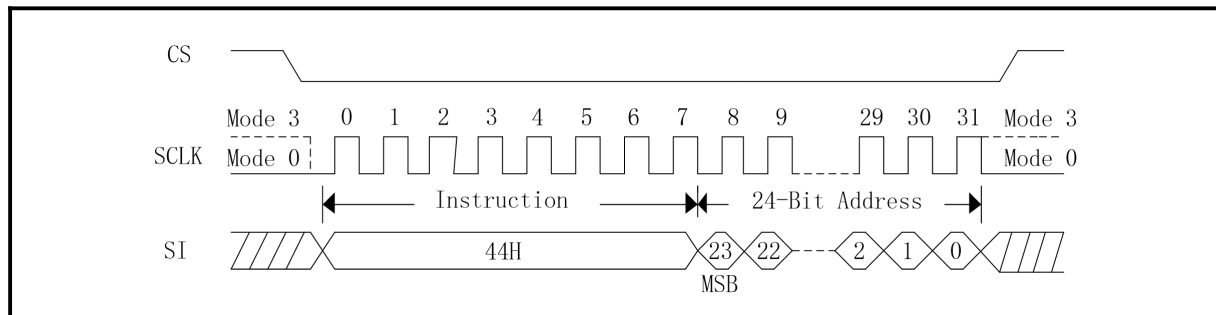 CS
Mode 3 0 1 2 3 4 5 6 7 8 9 29 30 31 Mode 3
SCLK Mode 0 Mode 0
Instruction 24-Bit Address
SI 44H 23 22 2 1 0
MSB